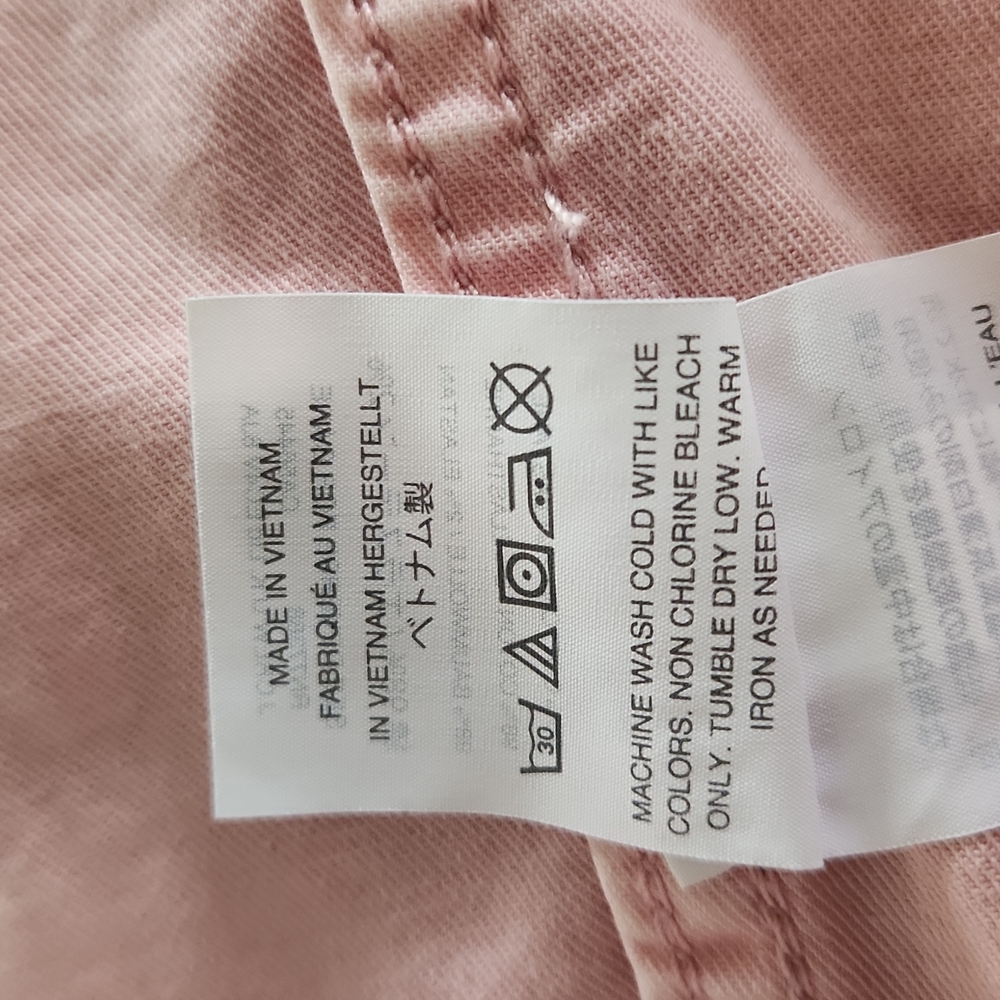 MADE IN VIETNAM
FABRIQUÉ AU VIETNAM
IN VIETNAM HERGESTELLT
ベトナム製
30
MACHINE WASH COLD WITH LIKE
COLORS. NON CHLORINE BLEACH
ONLY. TUMBLE DRY LOW. WARM
IRON AS NEEDED
L'EAU